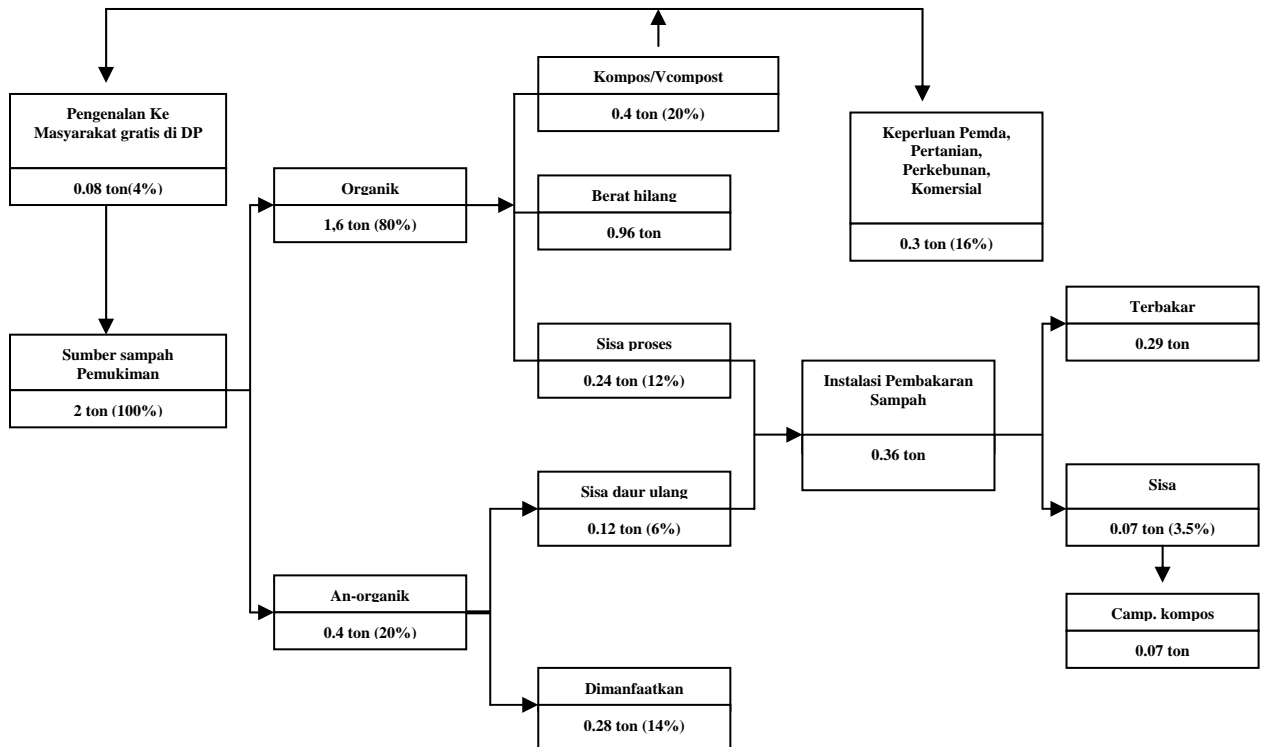 Pengenalan Ke
Masyarakat gratis di DP
0.08 ton(4%)
Sumber sampah
Pemukiman
2 ton (100%)
Organik
1,6 ton (80%)
An-organik
0.4 ton (20%)
Kompos/Vcompost
0.4 ton (20%)
Berat hilang
0.96 ton
Sisa proses
0.24 ton (12%)
Sisa daur ulang
0.12 ton (6%)
Dimanfaatkan
0.28 ton (14%)
Keperluan Pemda,
Pertanian,
Perkebunan,
Komersial
0.3 ton (16%)
Instalasi Pembakaran
Sampah
0.36 ton
Terbakar
0.29 ton
Sisa
0.07 ton (3.5%)
Camp. kompos
0.07 ton